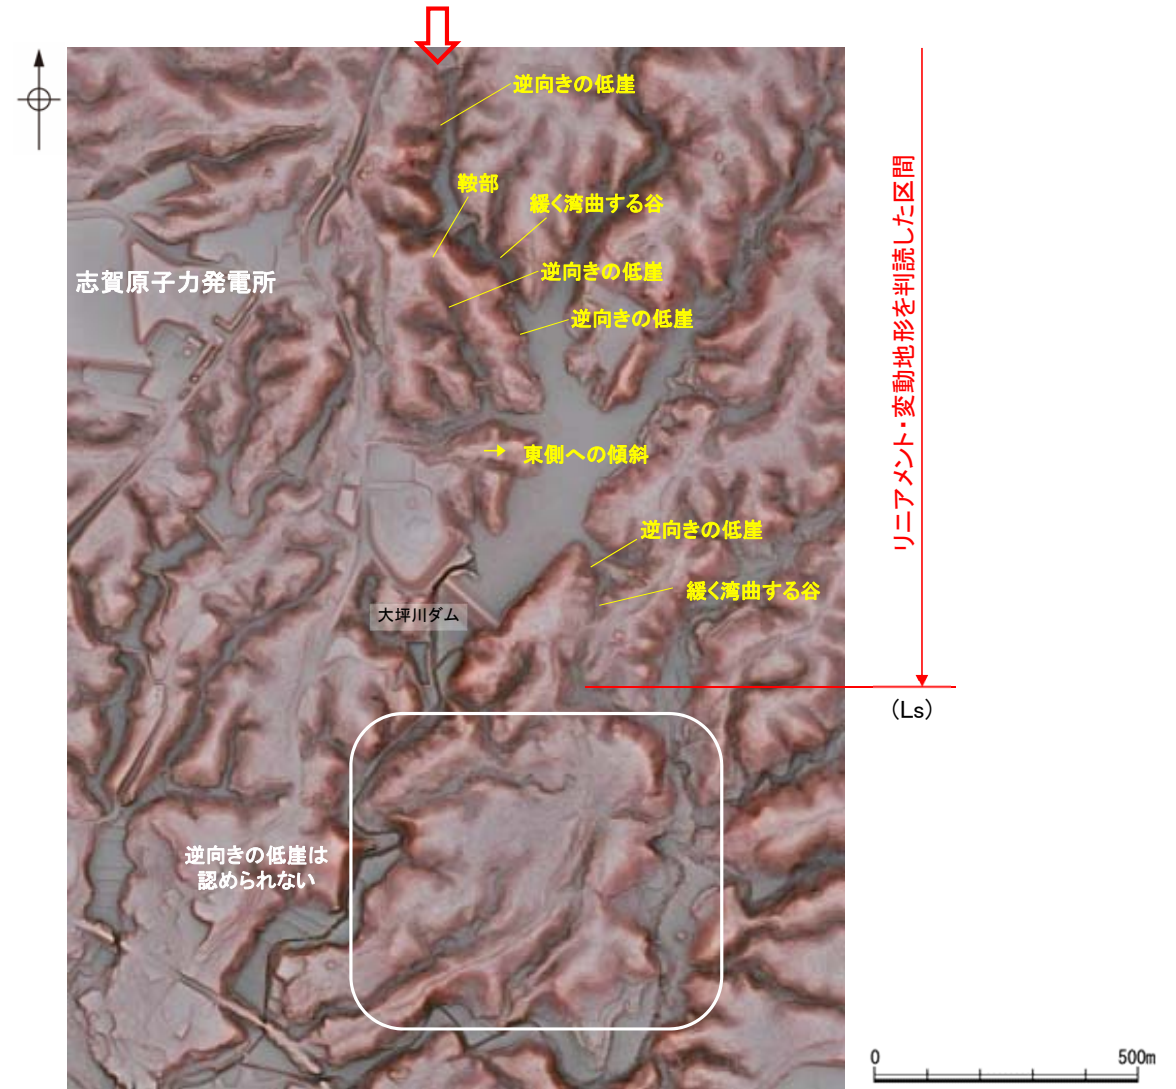 逆向きの低崖
鞍部
緩く湾曲する谷
逆向きの低崖
志賀原子力発電所
逆向きの低崖
東側への傾斜
逆向きの低崖
緩く湾曲する谷
大坪川ダム
リニアメント・変動地形を判読した区間
(Ls)
逆向きの低崖は
認められない
0
500m